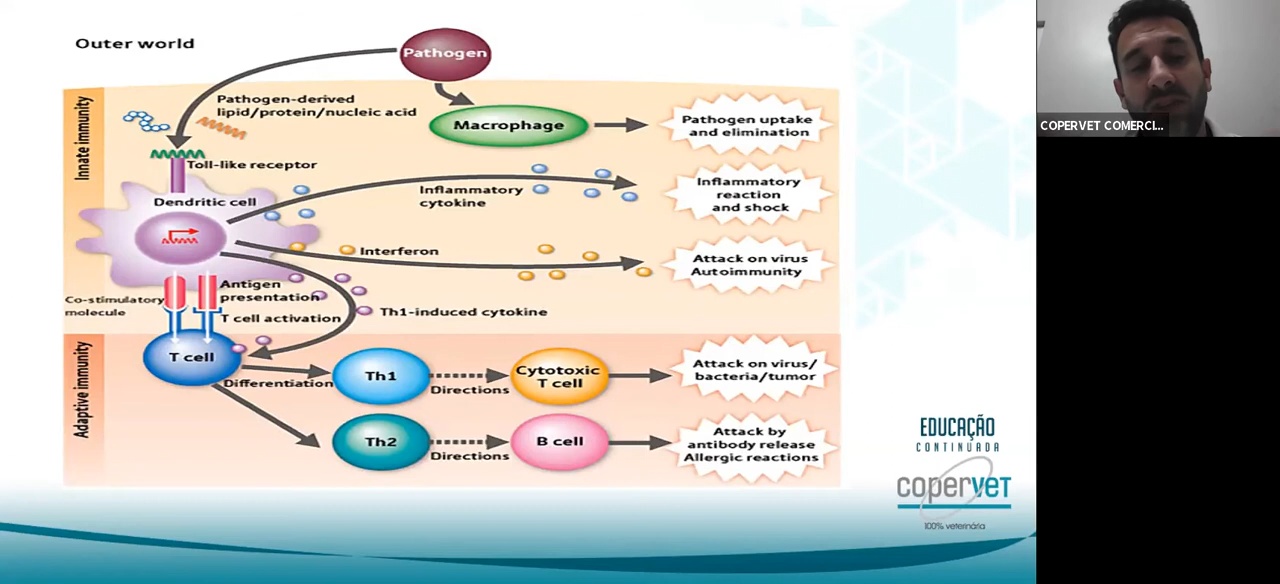 Outer world
Pathogen
Innate immunity
Pathogen-derived
lipid/protein/nucleic acid
Macrophage
Pathogen uptake
and elimination
Toll-like receptor
Dendritic cell
Inflammatory
cytokine
Inflammatory
reaction
and shock
Interferon
Attack on virus
Autoimmunity
Antigen
presentation
Co-stimulatory
molecule
T cell activation
Th1-induced cytokine
Adaptive immunity
T cell
Differentiation
Th1
Directions
Cytotoxic
T cell
Attack on virus/
bacteria/tumor
Th2
Directions
B cell
Attack by
antibody release
Allergic reactions
EDUCAÇÃO
CONTINUADA
copervet
100% veterinária
COPERVET COMERCI...